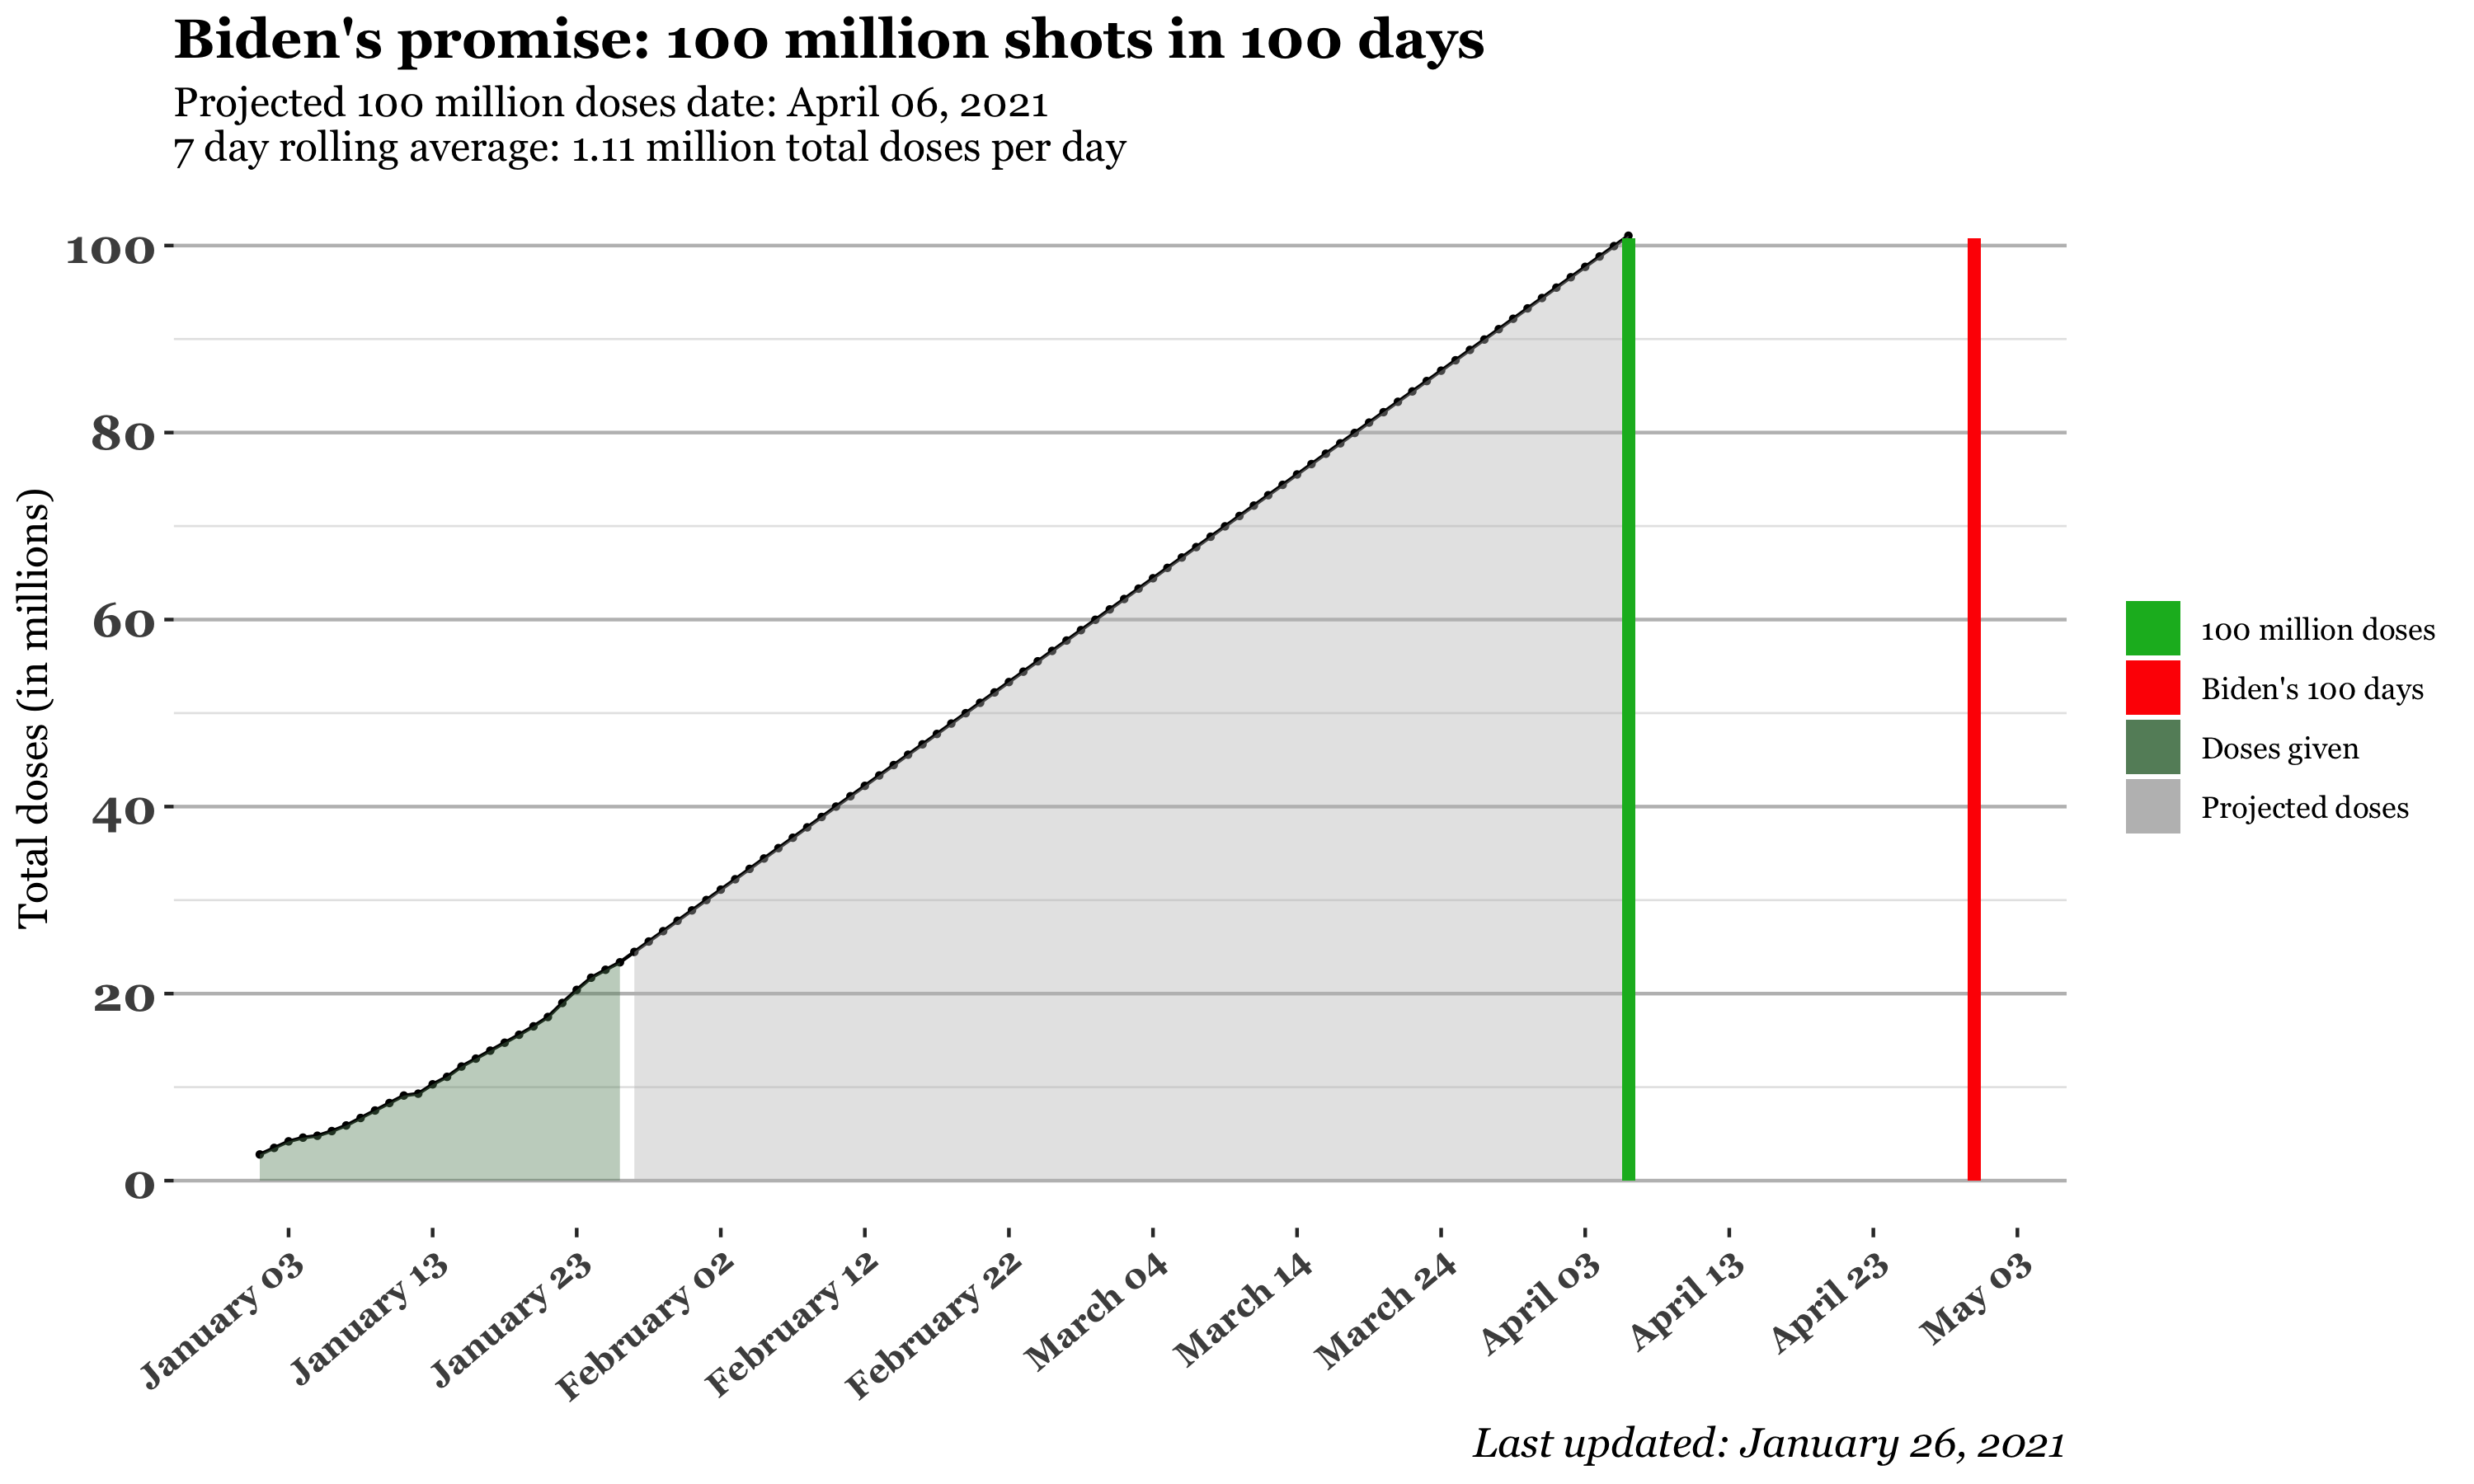 Biden's promise: 100 million shots in 100 days
Projected 100 million doses date: April 06, 2021
7 day rolling average: 1.11 million total doses per day
Total doses (in millions)
100
80
60
40
20
0
100 million doses
Biden's 100 days
Doses given
Projected doses
January 03
January 13
January 23
February 02
February 12
February 22
March 04
March 14
March 24
April 03
April 13
April 23
May 03
Last updated: January 26, 2021